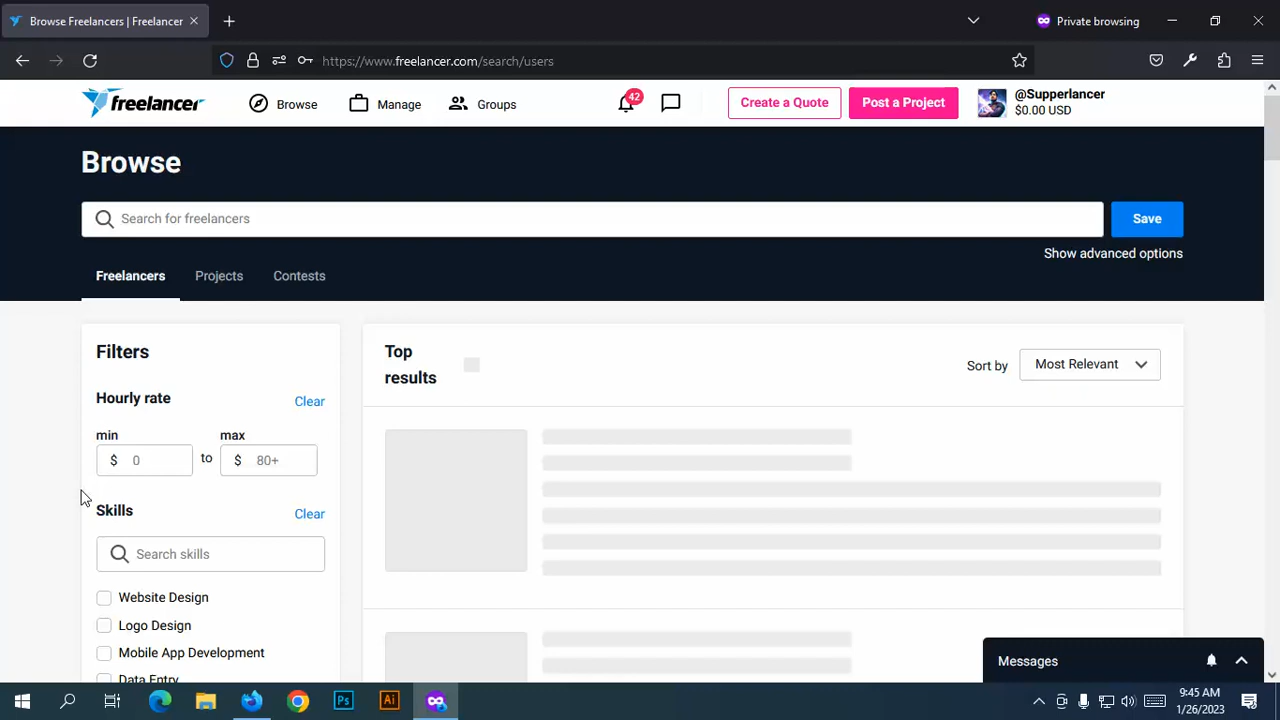 Browse Freelancers | Freelancer
Private browsing
https://www.freelancer.com/search/users
freelancer
Browse
Manage
Groups
42
Create a Quote
Post a Project
@Supperlancer
$0.00 USD
Browse
Search for freelancers
Save
Show advanced options
Freelancers
Projects
Contests
Filters
Hourly rate
Clear
min
max
$ 0
to
$ 80+
Skills
Clear
Search skills
Website Design
Logo Design
Mobile App Development
Data Entry
Top
results
Sort by
Most Relevant
Messages
Ps
Ai
9:45 AM
1/26/2023